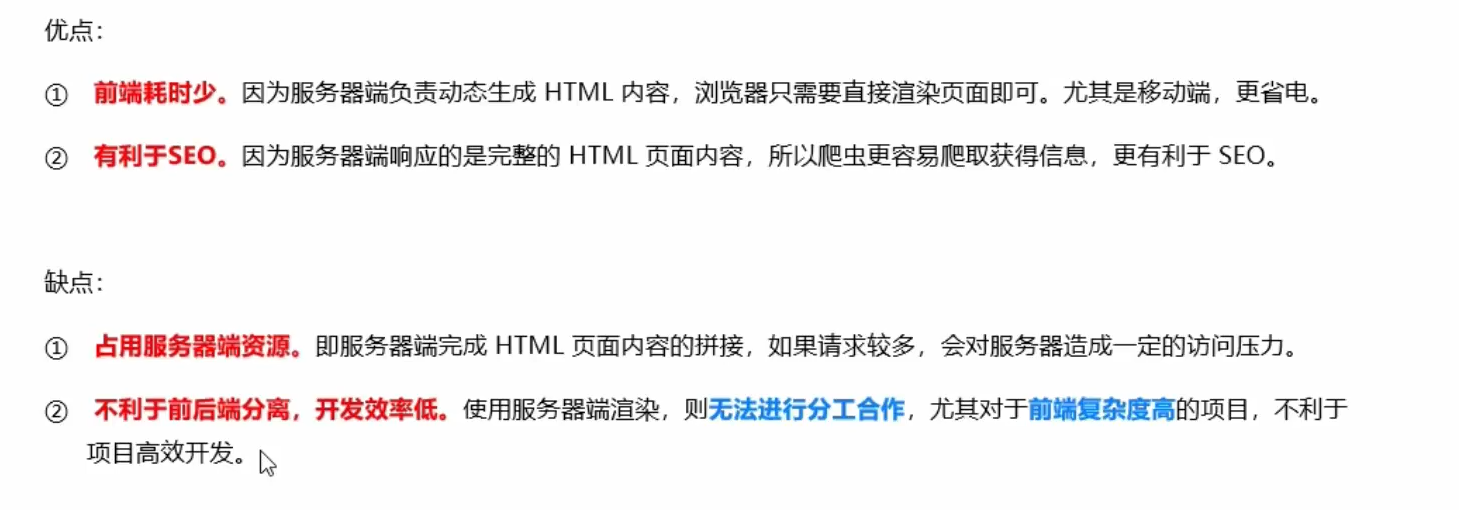 优点：
① 前端耗时少。因为服务器端负责动态生成 HTML 内容，浏览器只需要直接渲染页面即可。尤其是移动端，更省电。
② 有利于SEO。因为服务器端响应的是完整的 HTML 页面内容，所以爬虫更容易爬取获得信息，更有利于 SEO。
缺点：
① 占用服务器端资源。即服务器端完成 HTML 页面内容的拼接，如果请求较多，会对服务器造成一定的访问压力。
② 不利于前后端分离，开发效率低。使用服务器端渲染，则无法进行分工合作，尤其对于前端复杂度高的项目，不利于
项目高效开发。